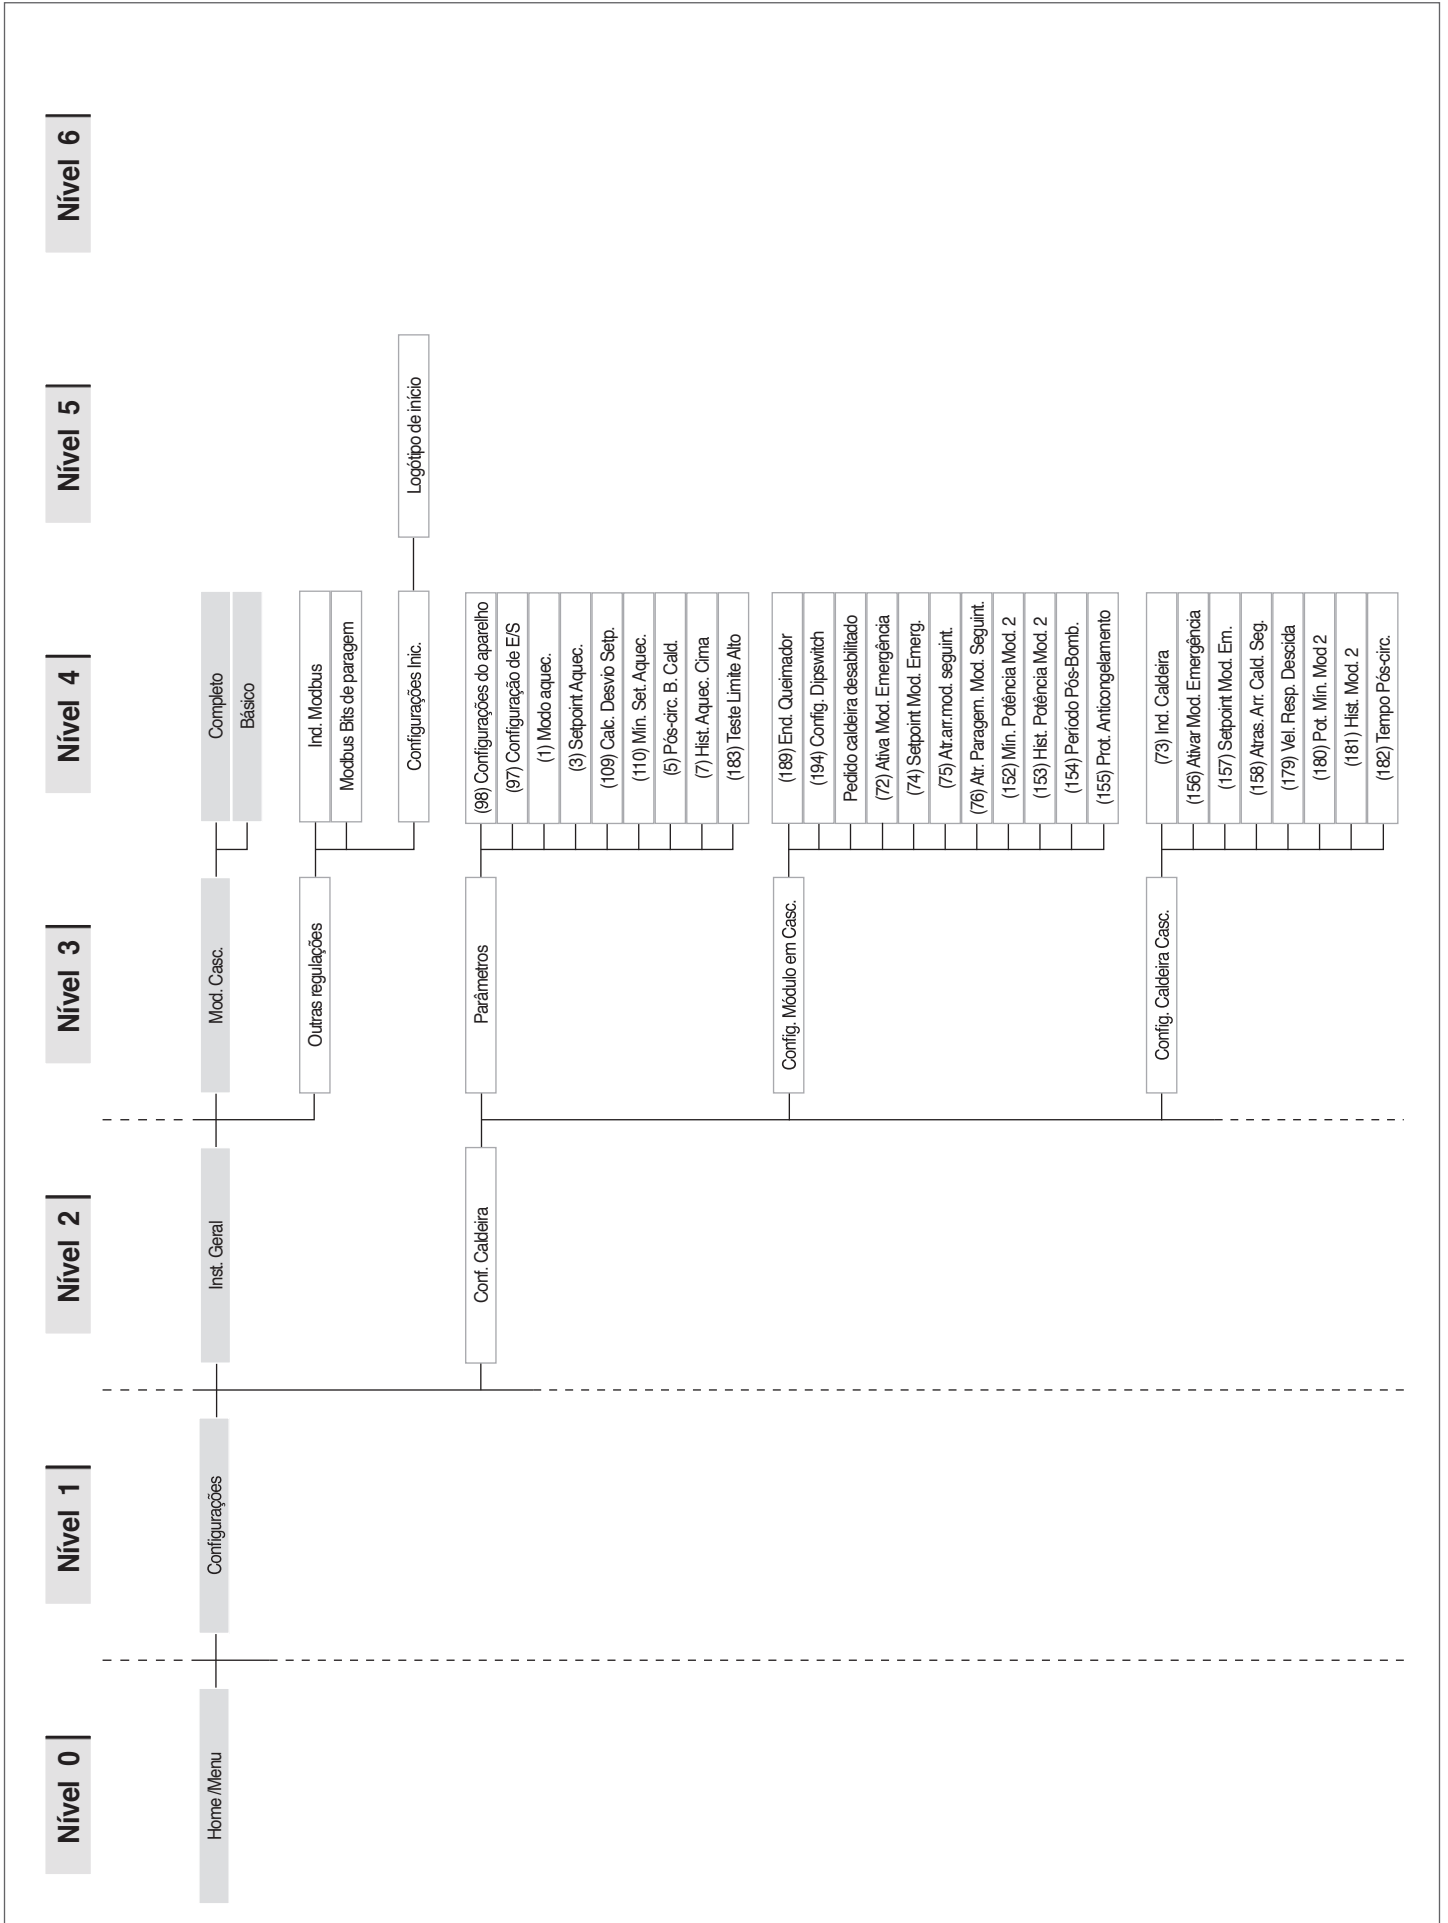 Nível 0
Nível 1
Nível 2
Nível 3
Nível 4
Nível 5
Nível 6
Home /Menu
Configurações
Inst. Geral
Mod. Casc.
Completo
Básico
Outras regulações
Ind. Modbus
Modbus Bits de paragem
Configurações Inic.
Logótipo de início
Conf. Caldeira
Parâmetros
(98) Configurações do aparelho
(97) Configuração de E/S
(1) Modo aquec.
(3) Setpoint Aquec.
(109) Calc. Desvio Setp.
(110) Mín. Set. Aquec.
(5) Pós-circ. B. Cald.
(7) Hist. Aquec. Cima
(183) Teste Limite Alto
Config. Módulo em Casc.
(189) End. Queimador
(194) Config. Dipswitch
Pedido caldeira desabilitado
(72) Ativa Mod. Emergência
(74) Setpoint Mod. Emerg.
(75) Atr.arr.mod. seguint.
(76) Atr. Paragem. Mod. Seguint.
(152) Mín. Potência Mod. 2
(153) Hist. Potência Mod. 2
(154) Período Pós-Bomb.
(155) Prot. Anticongelamento
Config. Caldeira Casc.
(73) Ind. Caldeira
(156) Ativar Mod. Emergência
(157) Setpoint Mod. Em.
(158) Atras. Arr. Cald. Seg.
(179) Vel. Resp. Descida
(180) Pot. Mín. Mod 2
(181) Hist. Mod. 2
(182) Tempo Pós-circ.